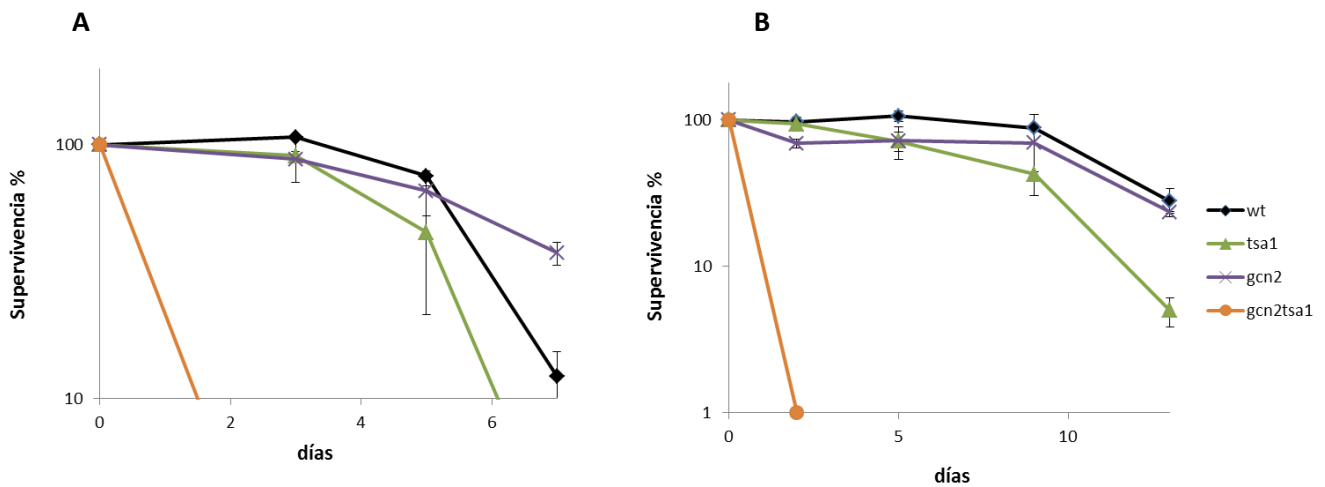 A
100
10
0
2
4
6
Supervivencia %
días
B
100
10
1
0
5
10
Supervivencia %
días
wt
tsa1
gcn2
gcn2tsa1